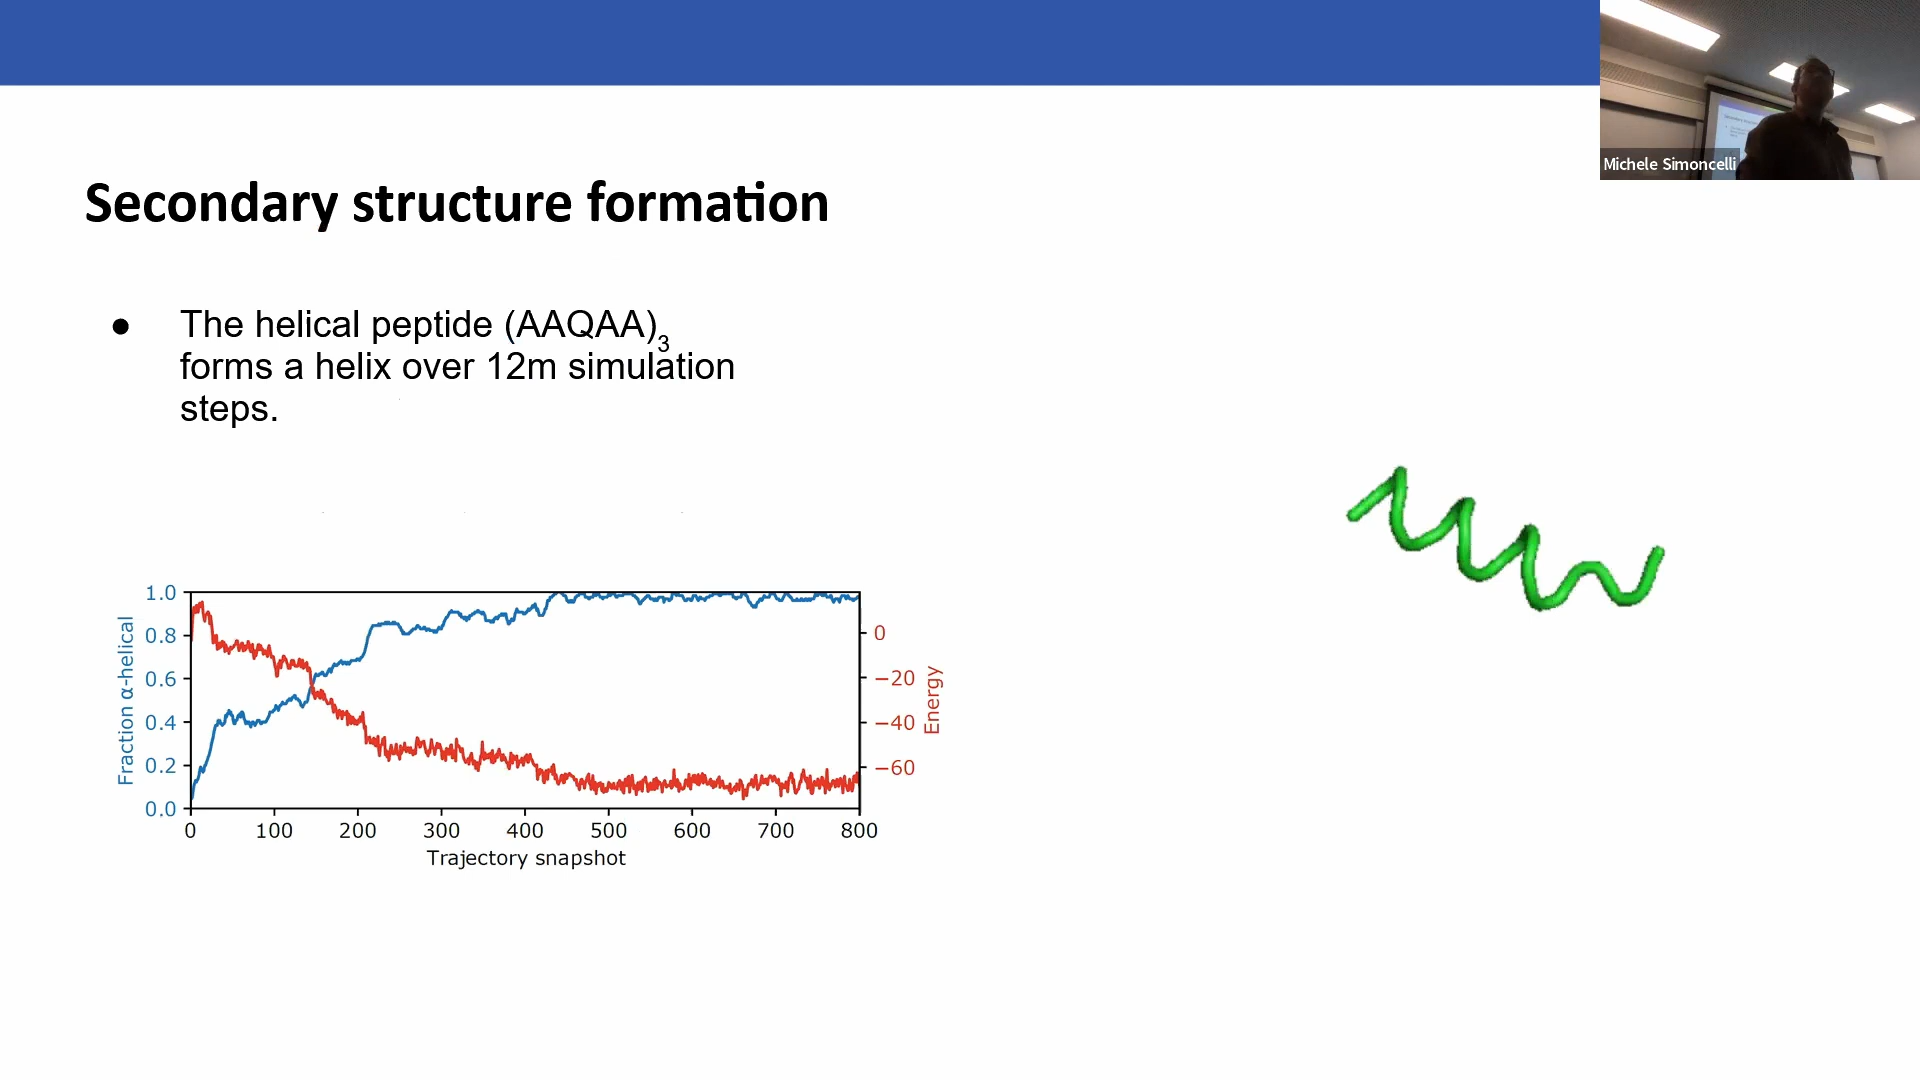 Michele Simoncelli
Secondary structure formation
● The helical peptide (AAQAA)3
forms a helix over 12m simulation
steps.
Fraction α-helical
1.0
0.8
0.6
0.4
0.2
0.0
0 100 200 300 400 500 600 700 800
Trajectory snapshot
0
−20
−40
−60
Energy